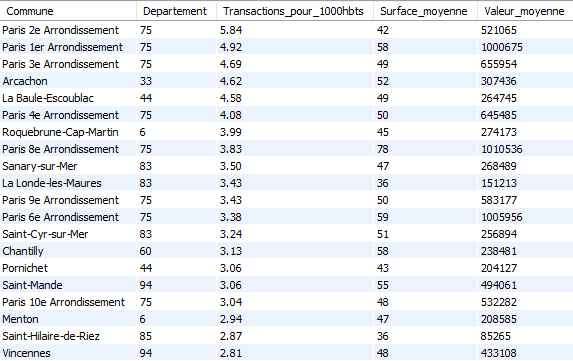 Commune Departement Transactions_pour_1000hbts Surface_moyenne Valeur_moyenne
Paris 2e Arrondissement 75 5.84 42 521065
Paris 1er Arrondissement 75 4.92 58 1000675
Paris 3e Arrondissement 75 4.69 49 655954
Arcachon 33 4.62 52 307436
La Baule-Escoublac 44 4.58 49 264745
Paris 4e Arrondissement 75 4.08 50 645485
Roquebrune-Cap-Martin 6 3.99 45 274173
Paris 8e Arrondissement 75 3.83 78 1010536
Sanary-sur-Mer 83 3.50 47 268489
La Londe-les-Maures 83 3.43 36 151213
Paris 9e Arrondissement 75 3.43 50 583177
Paris 6e Arrondissement 75 3.38 59 1005956
Saint-Cyr-sur-Mer 83 3.24 51 256894
Chantilly 60 3.13 58 238481
Pornichet 44 3.06 43 204127
Saint-Mande 94 3.06 55 494061
Paris 10e Arrondissement 75 3.04 48 532282
Menton 6 2.94 47 208585
Saint-Hilaire-de-Riez 85 2.87 36 85265
Vincennes 94 2.81 48 433108